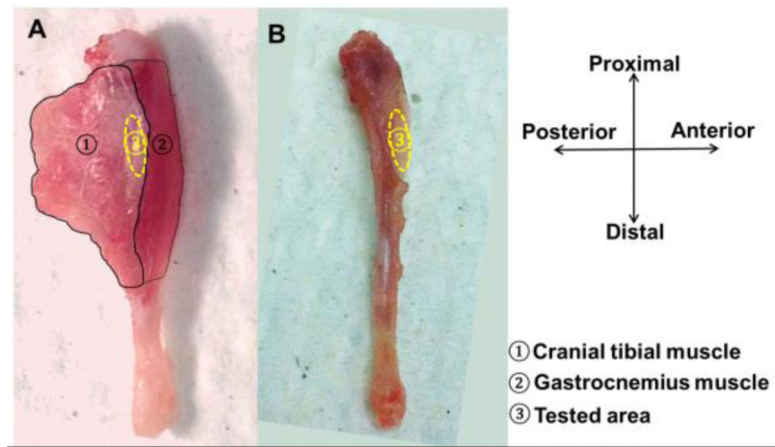 A
B
①
③
②
③
Proximal
Posterior
Anterior
Distal
① Cranial tibial muscle
② Gastrocnemius muscle
③ Tested area